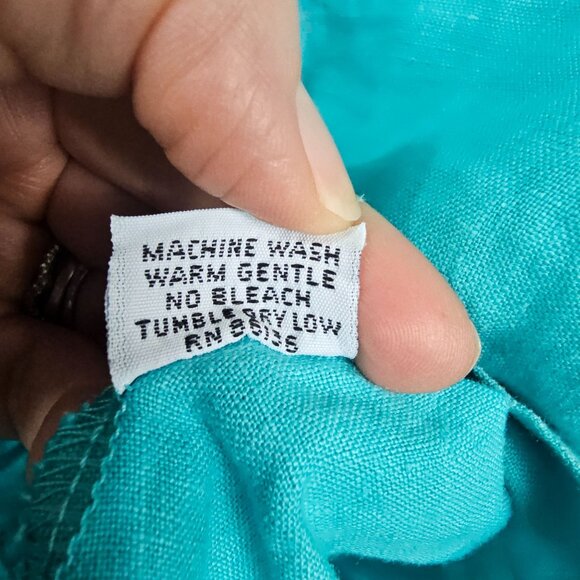 MACHINE WASH
WARM GENTLE
NO BLEACH
TUMBLE DRY LOW
RN